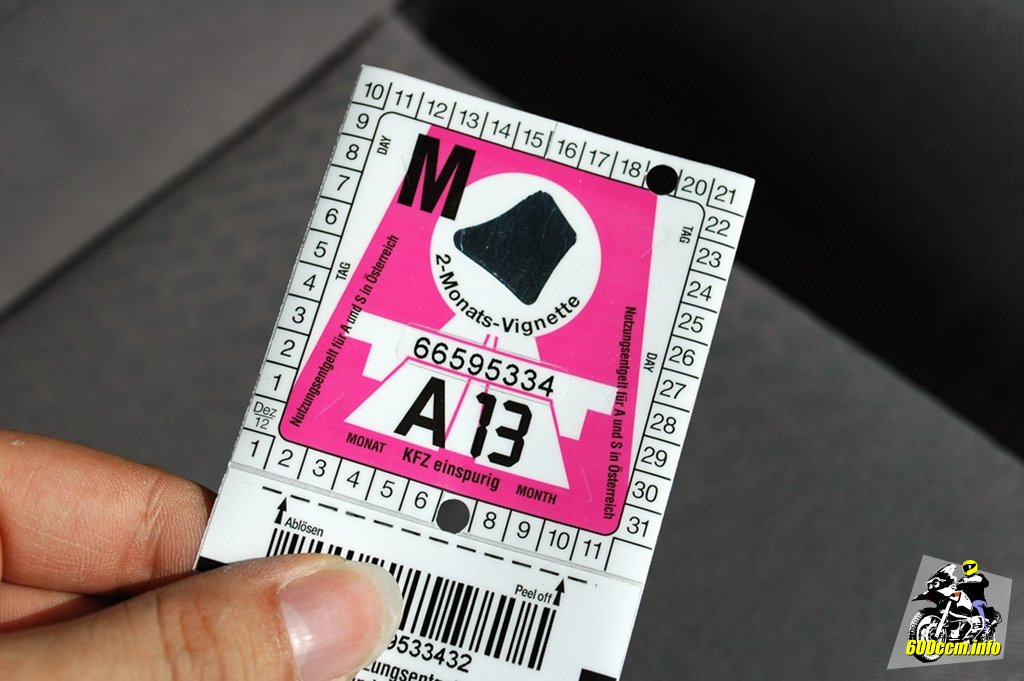 10 11 12 13 14 15 16 17 18 20 21
9 8 7 6 5 4 3 2 1
22 23 24 25 26 27 28 29 30 31
DAY
TAG
TAG
DAY
M
2-Monats-Vignette
Nutzungsentgelt für A und S in Österreich
Nutzungsentgelt für A und S in Österreich
66595334
A 13
MONAT KFZ einspurig MONTH
Dez 12
1 2 3 4 5 6 8 9 10 11
Ablösen
Peel off
9533432
600ccm.info